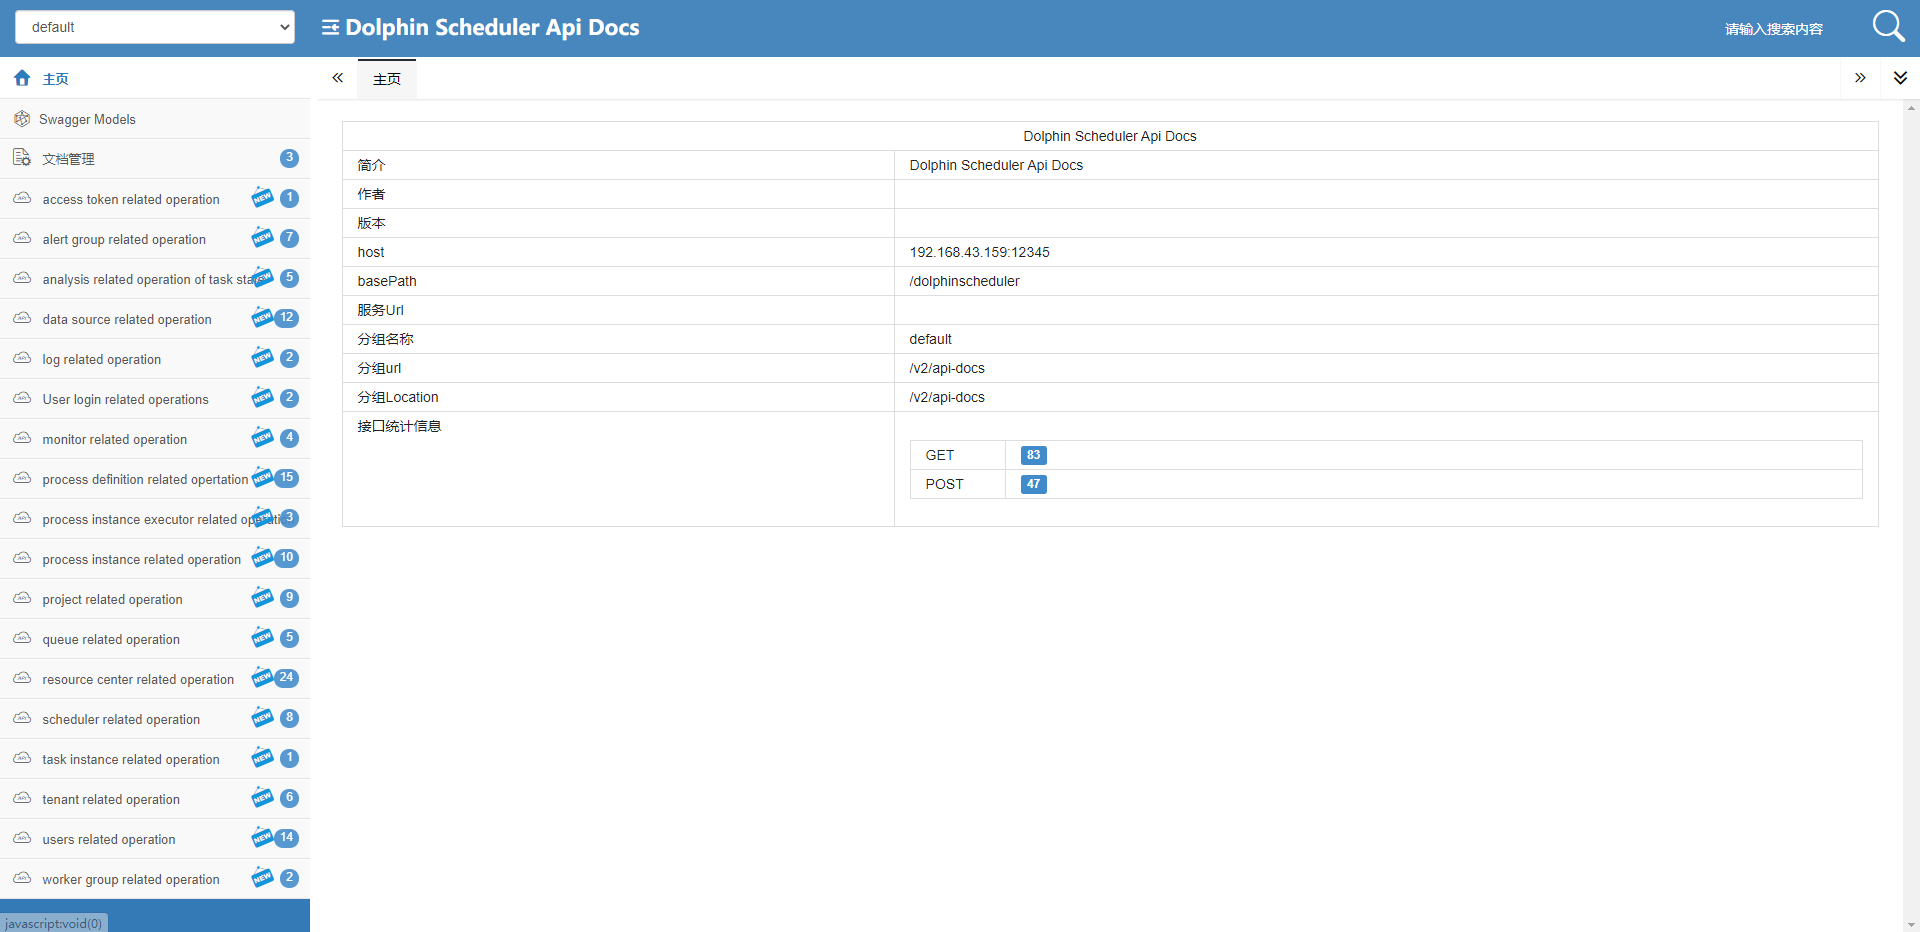 default
Dolphin Scheduler Api Docs
请输入搜索内容
主页
Swagger Models
文档管理 3
access token related operation NEW 1
alert group related operation NEW 7
analysis related operation of task sta NEW 5
data source related operation NEW 12
log related operation NEW 2
User login related operations NEW 2
monitor related operation NEW 4
process definition related opertation NEW 15
process instance executor related operatio NEW 3
process instance related operation NEW 10
project related operation NEW 9
queue related operation NEW 5
resource center related operation NEW 24
scheduler related operation NEW 8
task instance related operation NEW 1
tenant related operation NEW 6
users related operation NEW 14
worker group related operation NEW 2
javascript:void(0)
主页
Dolphin Scheduler Api Docs
简介 Dolphin Scheduler Api Docs
作者
版本
host 192.168.43.159:12345
basePath /dolphinscheduler
服务Url
分组名称 default
分组url /v2/api-docs
分组Location /v2/api-docs
接口统计信息
GET 83
POST 47